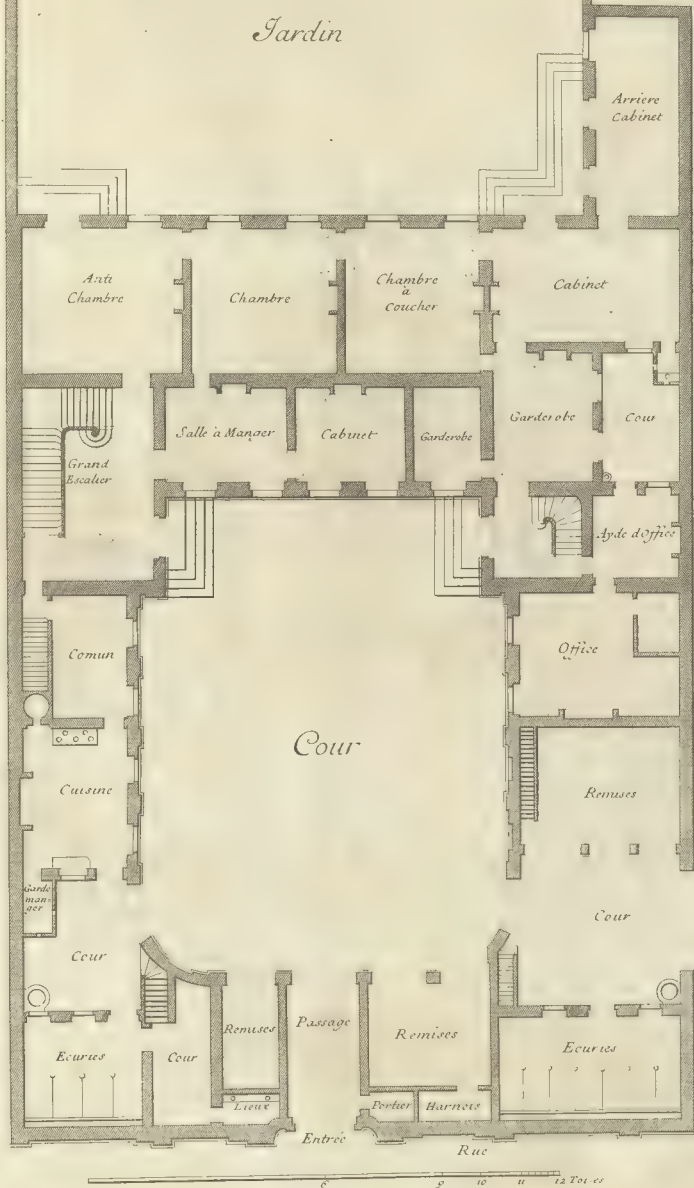 Jardin
Arriere
Cabinet
Anti
Chambre
Chambre
Chambre
à
Coucher
Cabinet
Salle à Manger
Cabinet
Garderobe
Garderobe
Cour
Grand
Escalier
Ayde d'Office
Comun
Office
Cour
Cuisine
Remises
Garde
man-
ger
Cour
Cour
Remises
Passage
Remises
Ecuries
Cour
Ecuries
Lieux
Portier
Harnois
Entrée
Rue
6
9
10
11
12 Toises